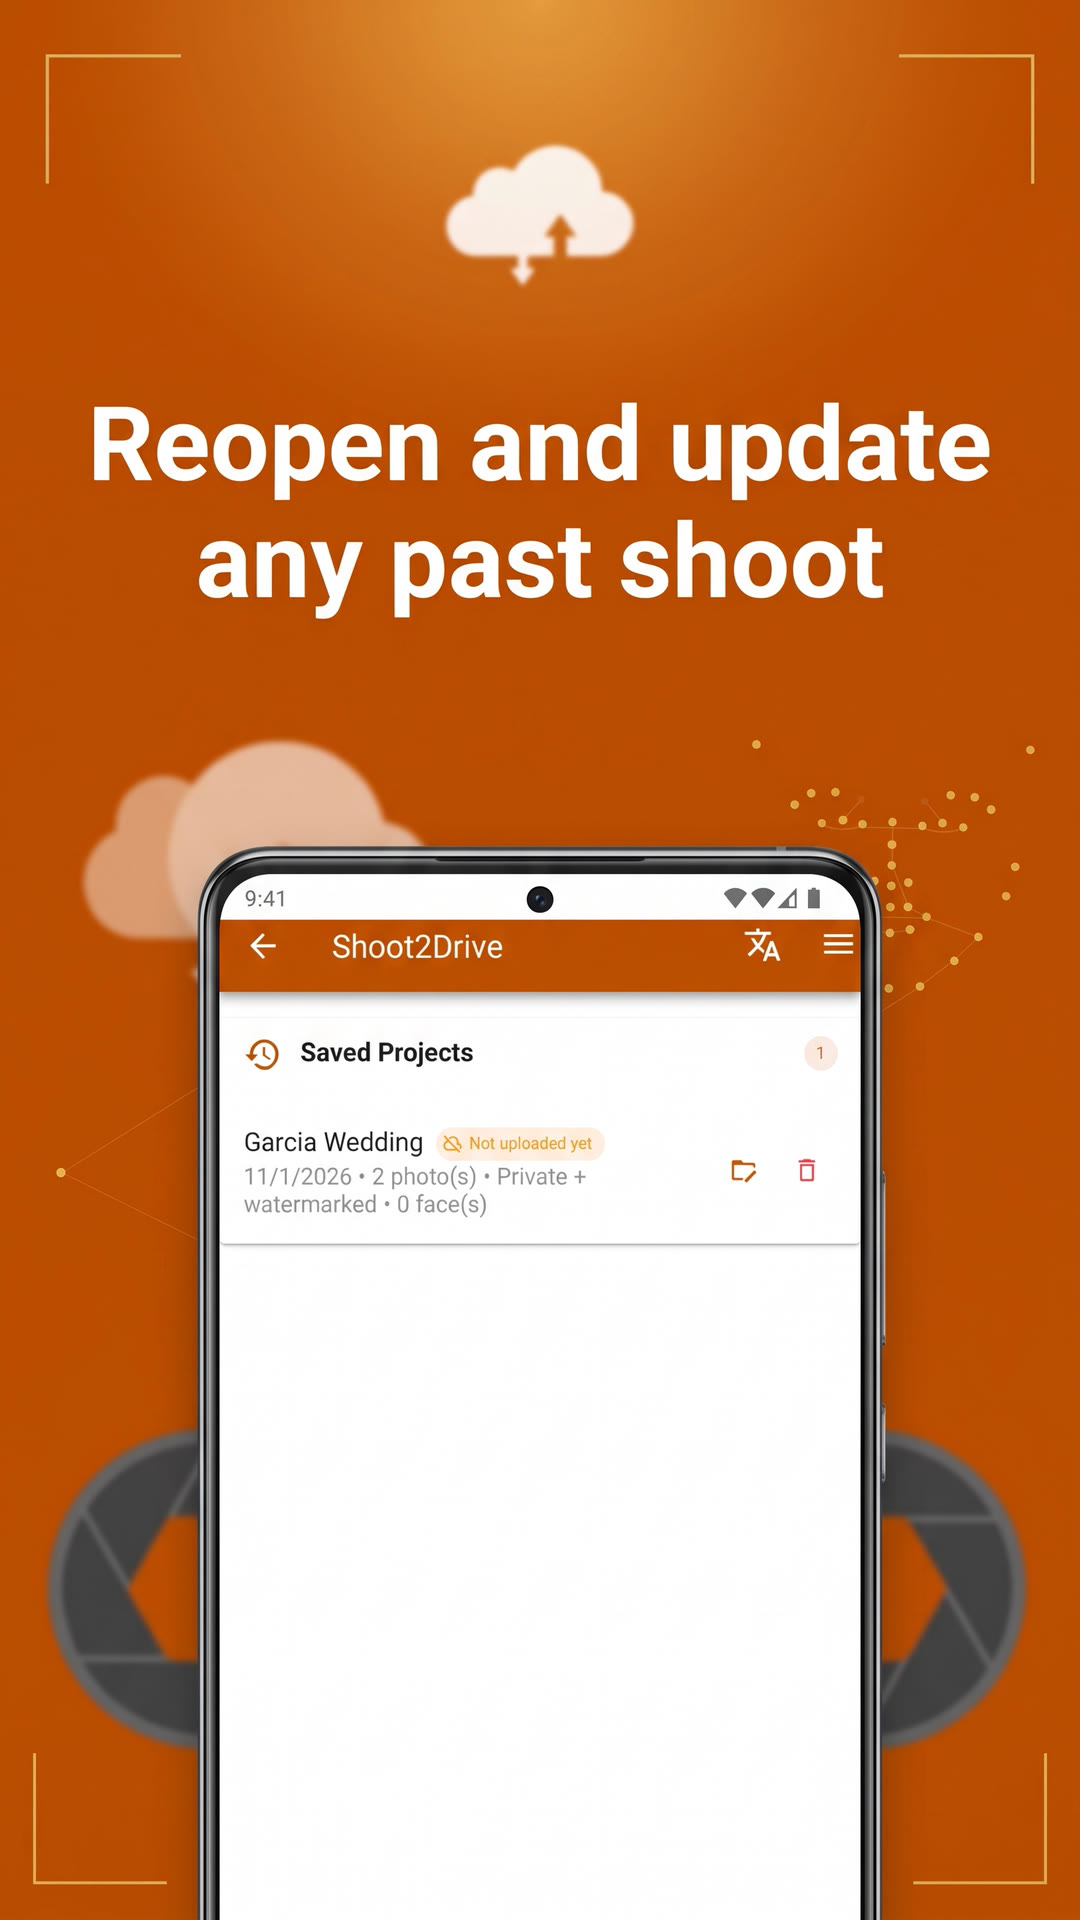 Reopen and update
any past shoot
9:41
Shoot2Drive
Saved Projects
1
Garcia Wedding
Not uploaded yet
11/1/2026 • 2 photo(s) • Private +
watermarked • 0 face(s)